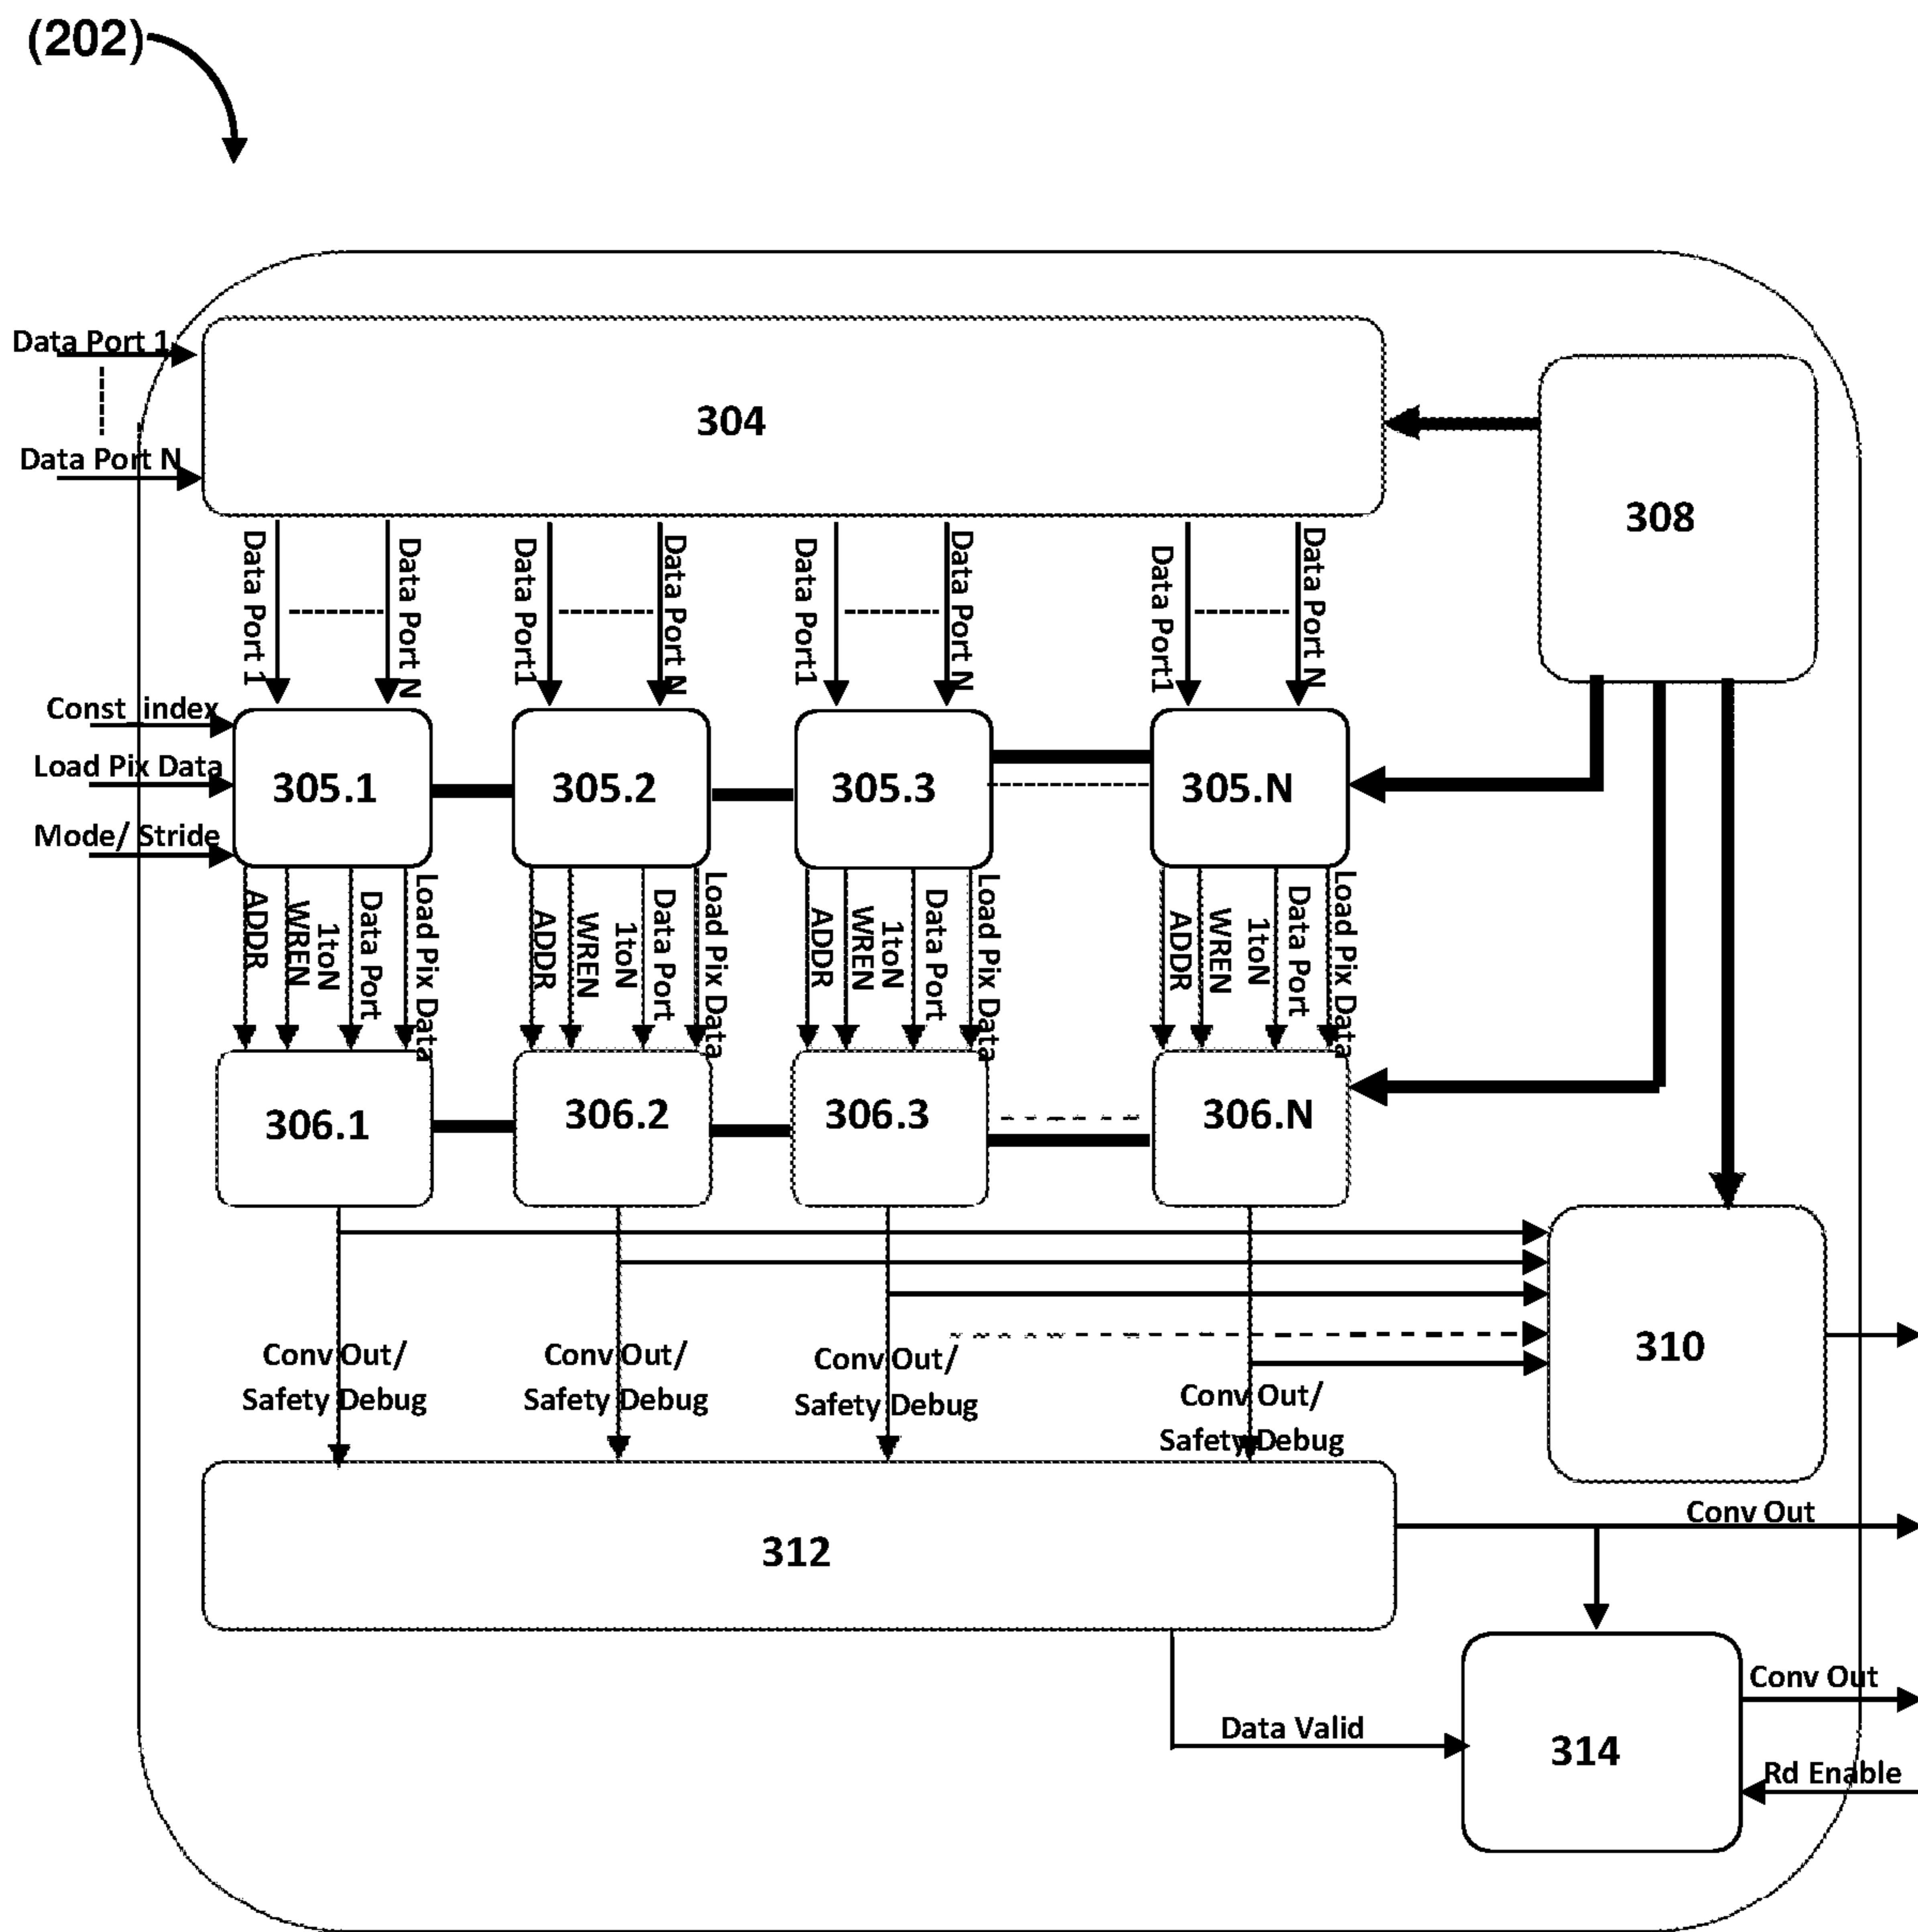 (202)
Data Port 1
Data Port N
304
308
Data Port 1
Data Port N
Data Port1
Data Port N
Data Port1
Data Port N
Data Port1
Data Port N
Const_index
Load Pix Data
Mode/ Stride
305.1
305.2
305.3
305.N
ADDR
WREN
1toN
Data Port
Load Pix Data
ADDR
WREN
1toN
Data Port
Load Pix Data
ADDR
WREN
1toN
Data Port
Load Pix Data
ADDR
WREN
1toN
Data Port
Load Pix Data
306.1
306.2
306.3
306.N
310
Conv Out/
Safety Debug
Conv Out/
Safety Debug
Conv Out/
Safety Debug
Conv Out/
Safety Debug
312
Conv Out
Data Valid
314
Conv Out
Rd Enable